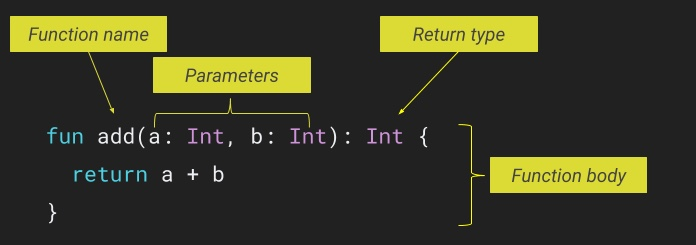 Function name
Return type
Parameters
fun add(a: Int, b: Int): Int {
return a + b
}
Function body